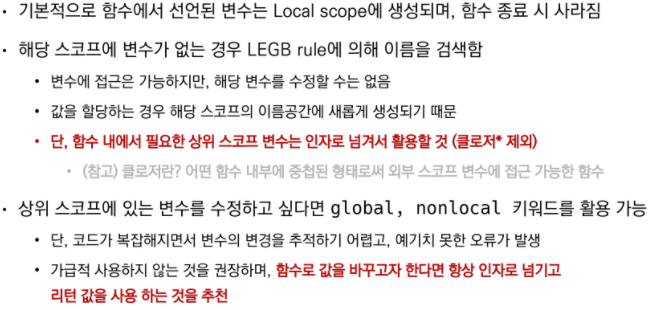 • 기본적으로 함수에서 선언된 변수는 Local scope에 생성되며, 함수 종료 시 사라짐
• 해당 스코프에 변수가 없는 경우 LEGB rule에 의해 이름을 검색함
• 변수에 접근은 가능하지만, 해당 변수를 수정할 수는 없음
• 값을 할당하는 경우 해당 스코프의 이름공간에 새롭게 생성되기 때문
• 단, 함수 내에서 필요한 상위 스코프 변수는 인자로 넘겨서 활용할 것 (클로저* 제외)
• (참고) 클로저란? 어떤 함수 내부에 중첩된 형태로써 외부 스코프 변수에 접근 가능한 함수
• 상위 스코프에 있는 변수를 수정하고 싶다면 global, nonlocal 키워드를 활용 가능
• 단, 코드가 복잡해지면서 변수의 변경을 추적하기 어렵고, 예기치 못한 오류가 발생
• 가급적 사용하지 않는 것을 권장하며, 함수로 값을 바꾸고자 한다면 항상 인자로 넘기고
리턴 값을 사용 하는 것을 추천